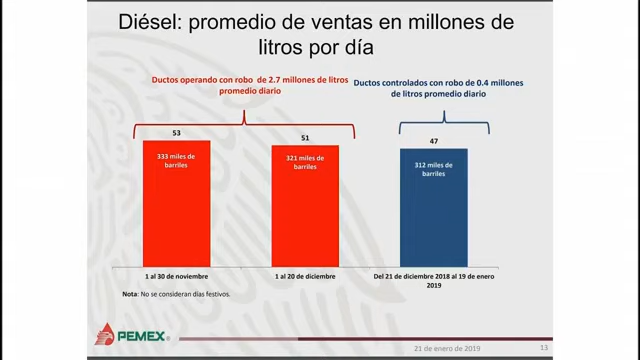 Diésel: promedio de ventas en millones de
litros por día
Ductos operando con robo de 2.7 millones de litros
promedio diario
Ductos controlados con robo de 0.4 millones
de litros promedio diario
53
51
47
333 miles de
barriles
321 miles de
barriles
312 miles de
barriles
1 al 30 de noviembre
1 al 20 de diciembre
Del 21 de diciembre 2018 al 19 de enero
2019
Nota: No se consideran días festivos.
PEMEX
21 de enero de 2019
13